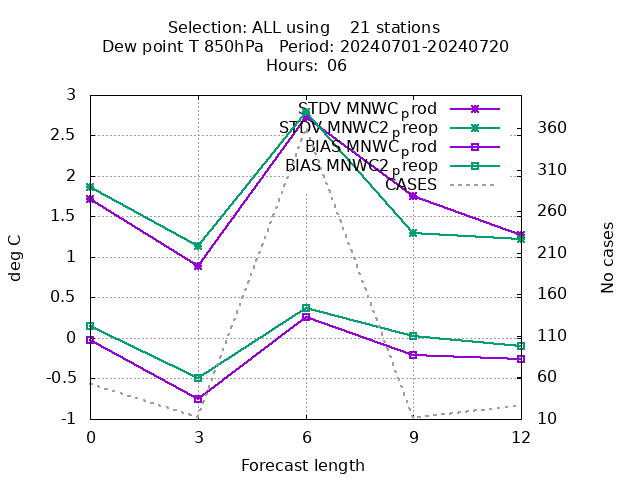 Selection: ALL using    21 stations
Dew point T 850hPa   Period: 20240701-20240720
Hours:  06
STDV MNWC_prod
STDV MNWC2_preop
BIAS MNWC_prod
BIAS MNWC2_preop
CASES
3
2.5
2
1.5
1
0.5
0
-0.5
-1
deg C
360
310
260
210
160
110
60
10
No cases
0 3 6 9 12
Forecast length